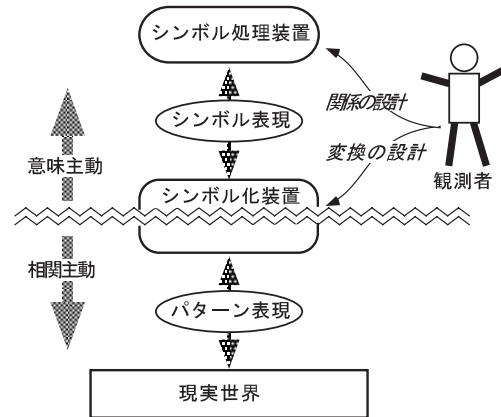 シンボル処理装置
関係の設計
シンボル表現
変換の設計
観測者
意味主動
シンボル化装置
相関主動
パターン表現
現実世界